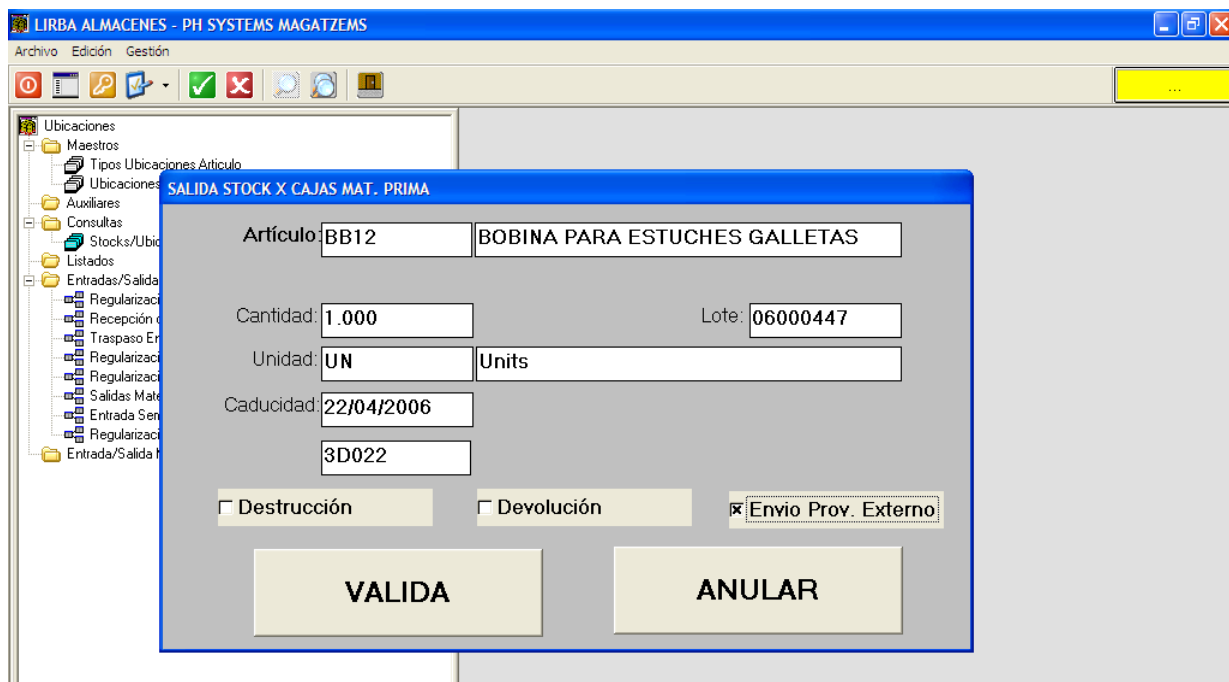 LIRBA ALMACENES - PH SYSTEMS MAGATZEMS
Archivo Edición Gestión
...
Ubicaciones
Maestros
Tipos Ubicaciones Articulo
Ubicaciones
Auxiliares
Consultas
Stocks/Ubic
Listados
Entradas/Salida
Regularizaci
Recepción
Traspaso En
Regularizaci
Regularizaci
Salidas Mate
Entrada Sem
Regularizaci
Entrada/Salida
SALIDA STOCK X CAJAS MAT. PRIMA
Artículo: BB12 BOBINA PARA ESTUCHES GALLETAS
Cantidad: 1.000 Lote: 06000447
Unidad: UN Units
Caducidad: 22/04/2006
3D022
Destrucción Devolución Envio Prov. Externo
VALIDA ANULAR